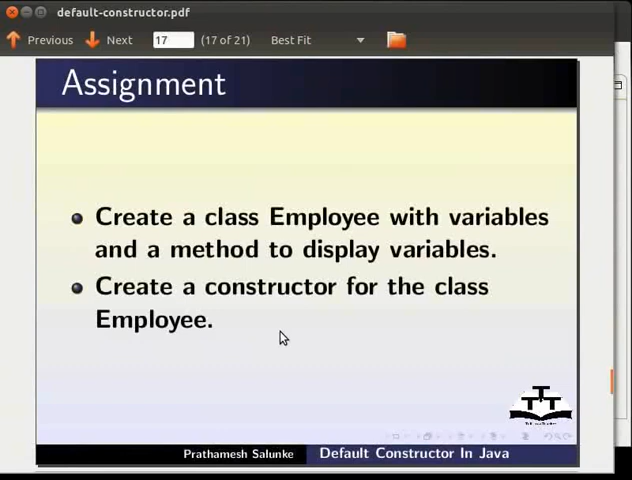 default-constructor.pdf
Previous Next 17 (17 of 21) Best Fit
Assignment
Create a class Employee with variables
and a method to display variables.
Create a constructor for the class
Employee.
Prathamesh Salunke Default Constructor In Java